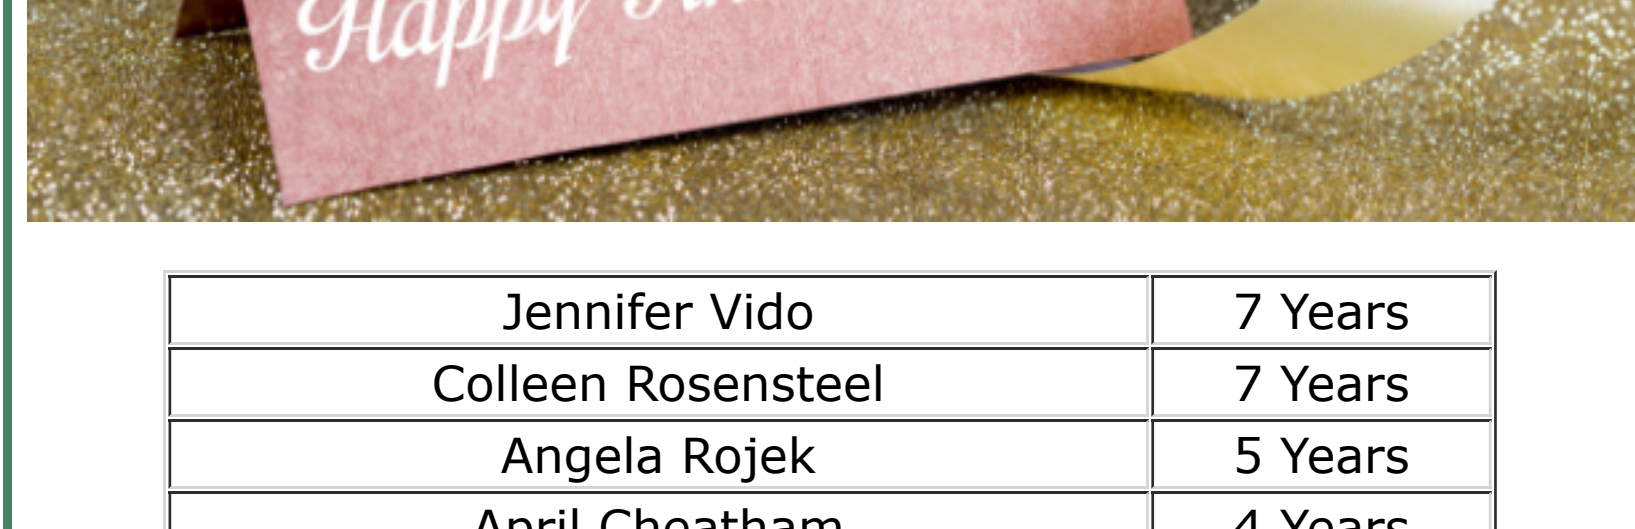 Happy
Jennifer Vido 7 Years
Colleen Rosensteel 7 Years
Angela Rojek 5 Years
April Cheatham 4 Years